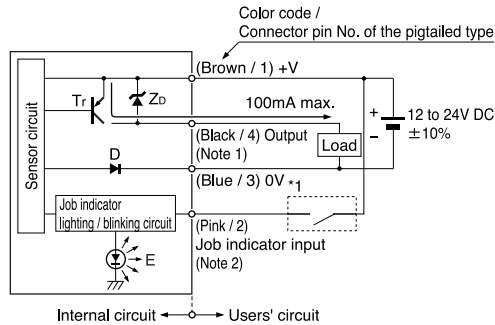 Color code /
Connector pin No. of the pigtailed type
(Brown / 1) +V
Tr
ZD
100mA max.
+
−
12 to 24V DC
±10%
(Black / 4) Output
(Note 1)
Load
Sensor circuit
D
(Blue / 3) 0V *1
Job indicator
lighting / blinking circuit
(Pink / 2)
Job indicator input
(Note 2)
E
Internal circuit
Users' circuit